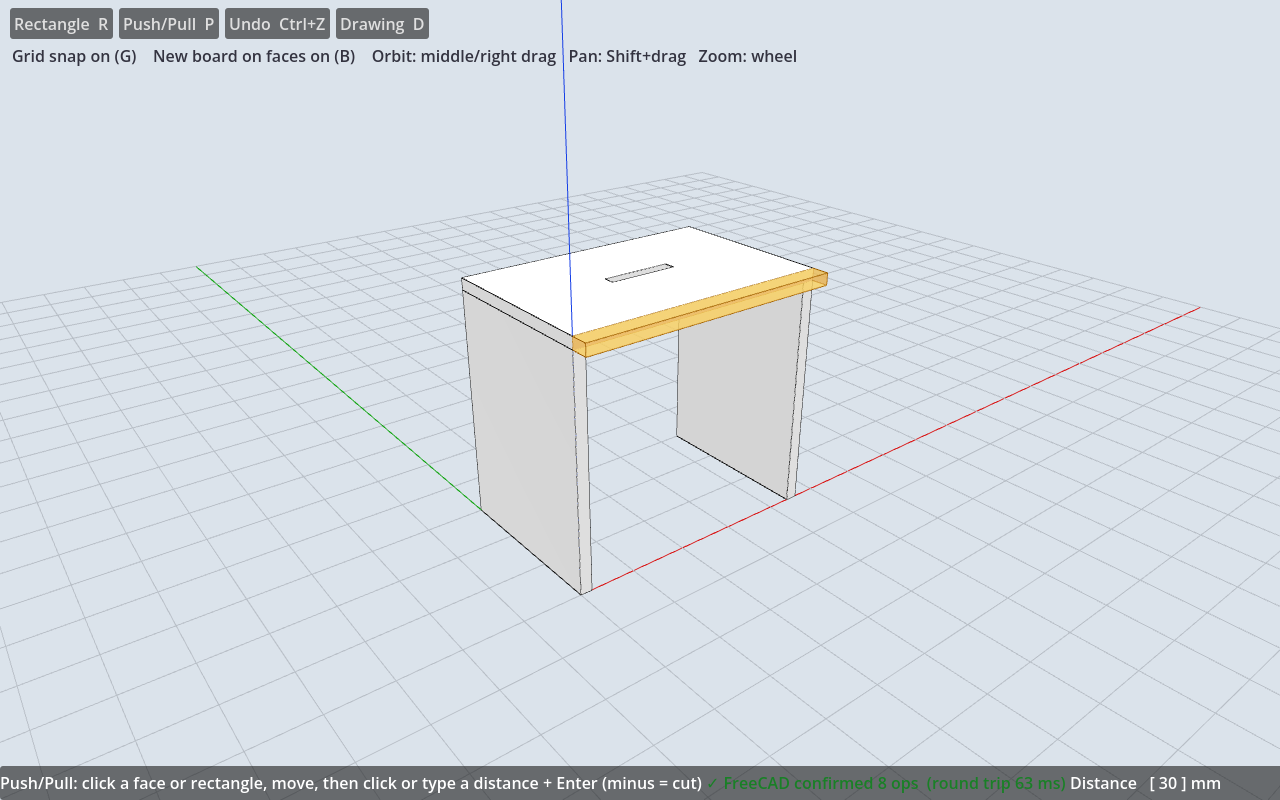 Rectangle R Push/Pull P Undo Ctrl+Z Drawing D
Grid snap on (G) New board on faces on (B) Orbit: middle/right drag Pan: Shift+drag Zoom: wheel
Push/Pull: click a face or rectangle, move, then click or type a distance + Enter (minus = cut) ✓ FreeCAD confirmed 8 ops (round trip 63 ms) Distance [ 30 ] mm